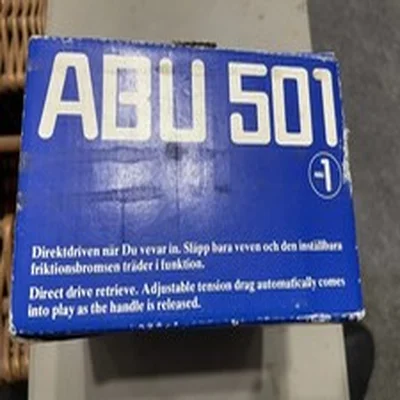 ABU 501
-1
Direktdriven när Du vevar in. Släpp bara veven och den inställbara
friktionsbromsen träder i funktion.
Direct drive retrieve. Adjustable tension drag automatically comes
into play as the handle is released.